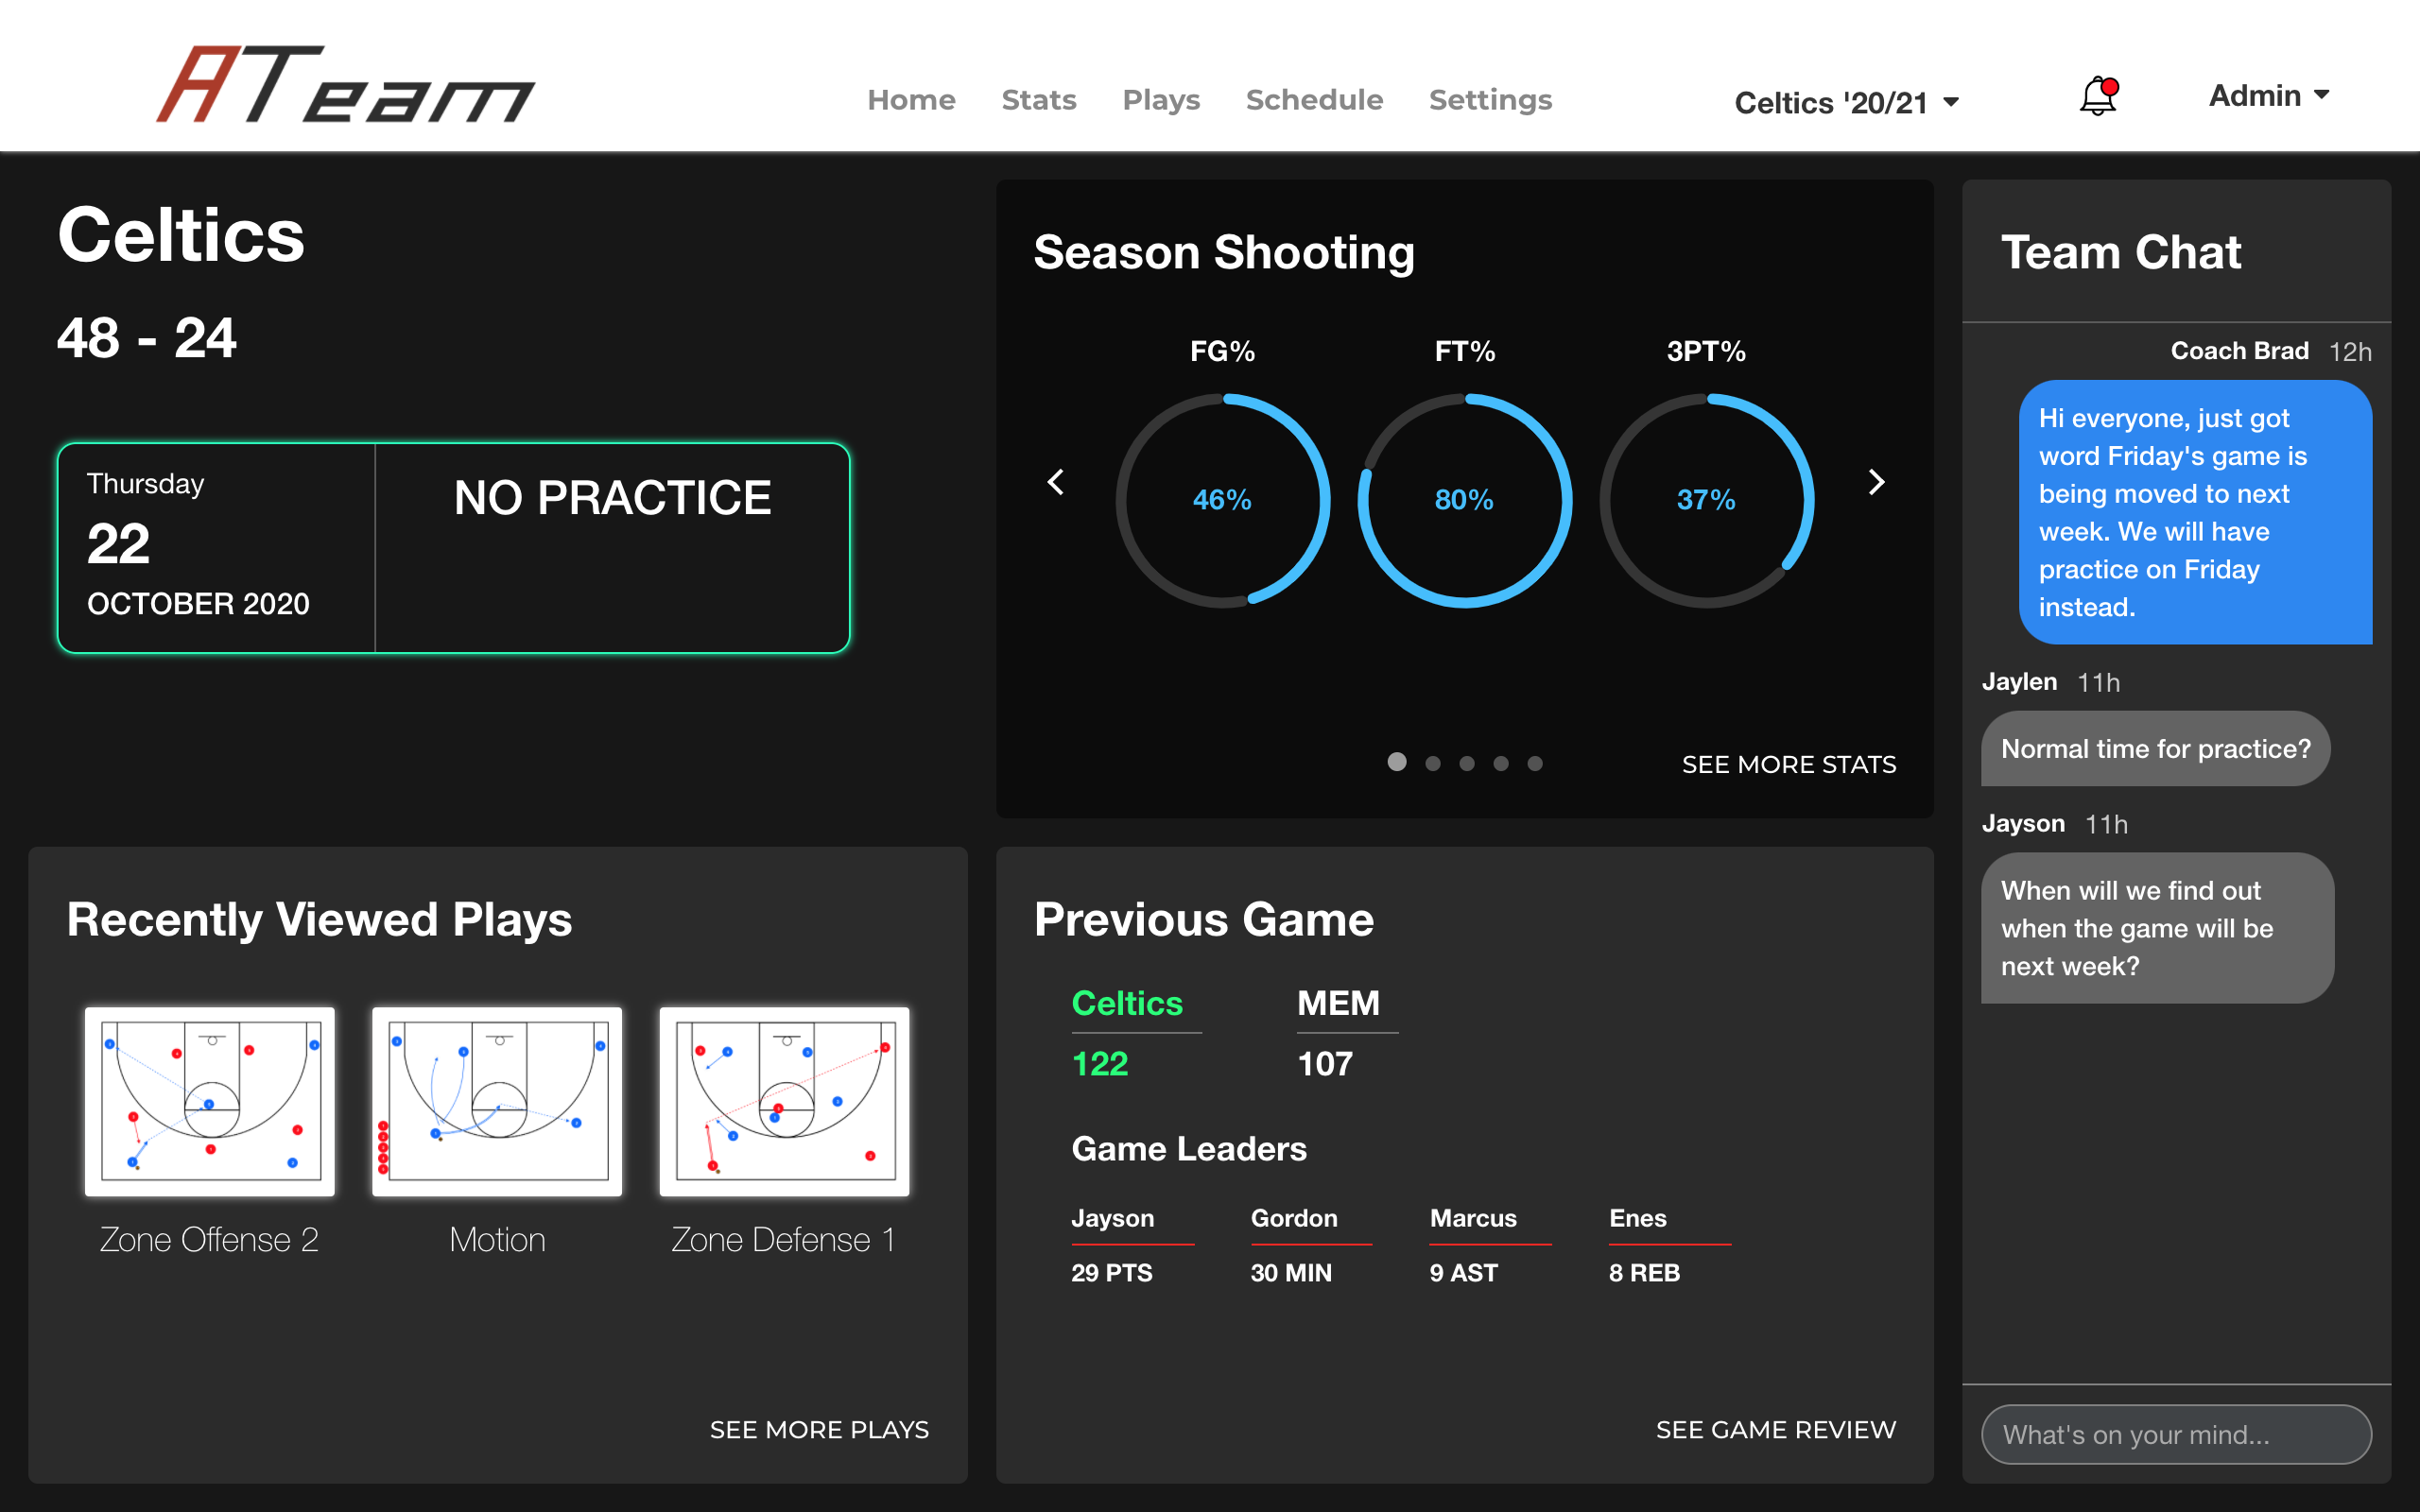 ATeam
Home
Stats
Plays
Schedule
Settings
Celtics '20/21
Admin
Celtics
48 - 24
Thursday
22
OCTOBER 2020
NO PRACTICE
Season Shooting
FG%
FT%
3PT%
46%
80%
37%
SEE MORE STATS
Recently Viewed Plays
Zone Offense 2
Motion
Zone Defense 1
SEE MORE PLAYS
Previous Game
Celtics
MEM
122
107
Game Leaders
Jayson
Gordon
Marcus
Enes
29 PTS
30 MIN
9 AST
8 REB
SEE GAME REVIEW
Team Chat
Coach Brad 12h
Hi everyone, just got
word Friday's game is
being moved to next
week. We will have
practice on Friday
instead.
Jaylen 11h
Normal time for practice?
Jayson 11h
When will we find out
when the game will be
next week?
What's on your mind...